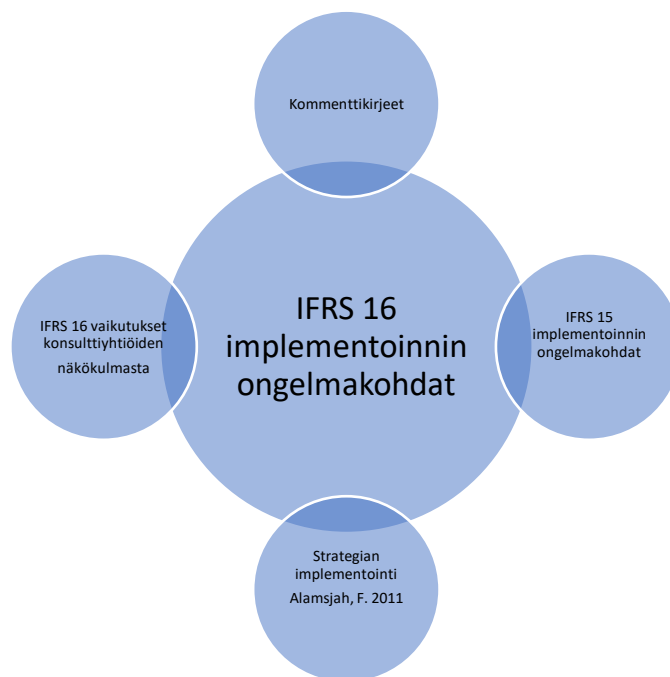 Kommenttikirjeet
IFRS 16 vaikutukset
konsulttiyhtiöiden
näkökulmasta
IFRS 16
implementoinnin
ongelmakohdat
IFRS 15
implementoinnin
ongelmakohdat
Strategian
implementointi
Alamsjah, F. 2011